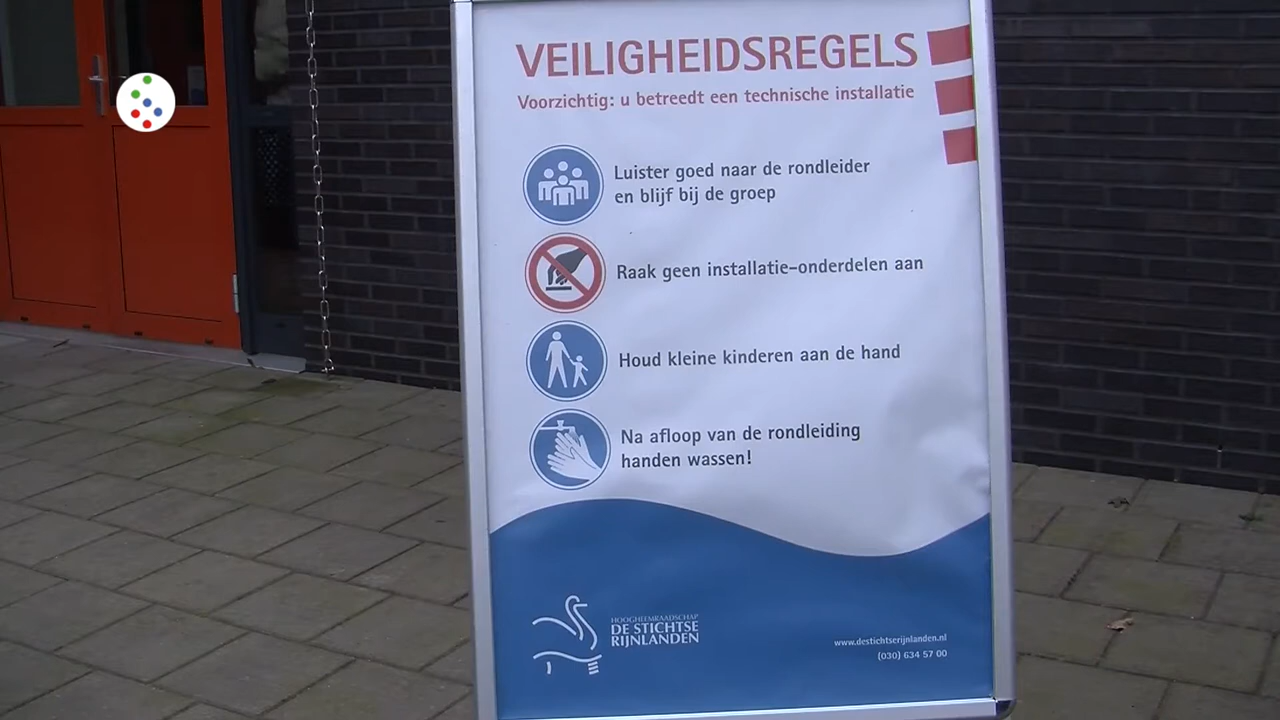 VEILIGHEIDSREGELS
Voorzichtig: u betreedt een technische installatie
Luister goed naar de rondleider
en blijf bij de groep
Raak geen installatie-onderdelen aan
Houd kleine kinderen aan de hand
Na afloop van de rondleiding
handen wassen!
HOOGHEEMRAADSCHAP
DE STICHTSE
RIJNLANDEN
www.destichtserijnlanden.nl
(030) 634 57 00